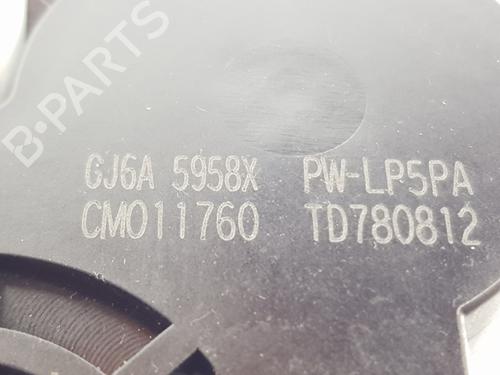 B-PARTS
GJ6A 5958X PW-LP5PA
CM011760 TD780812